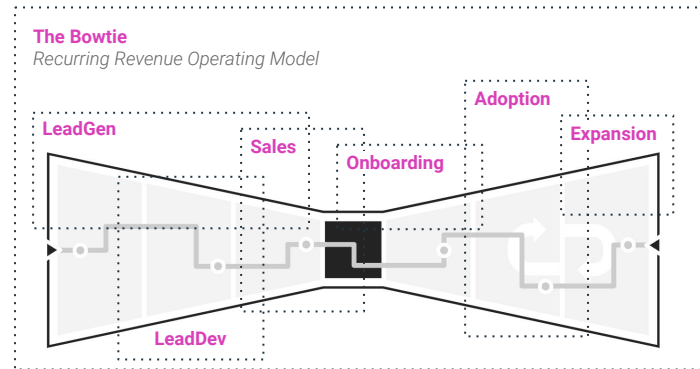 The Bowtie
Recurring Revenue Operating Model
Adoption
LeadGen
Expansion
Sales
Onboarding
LeadDev